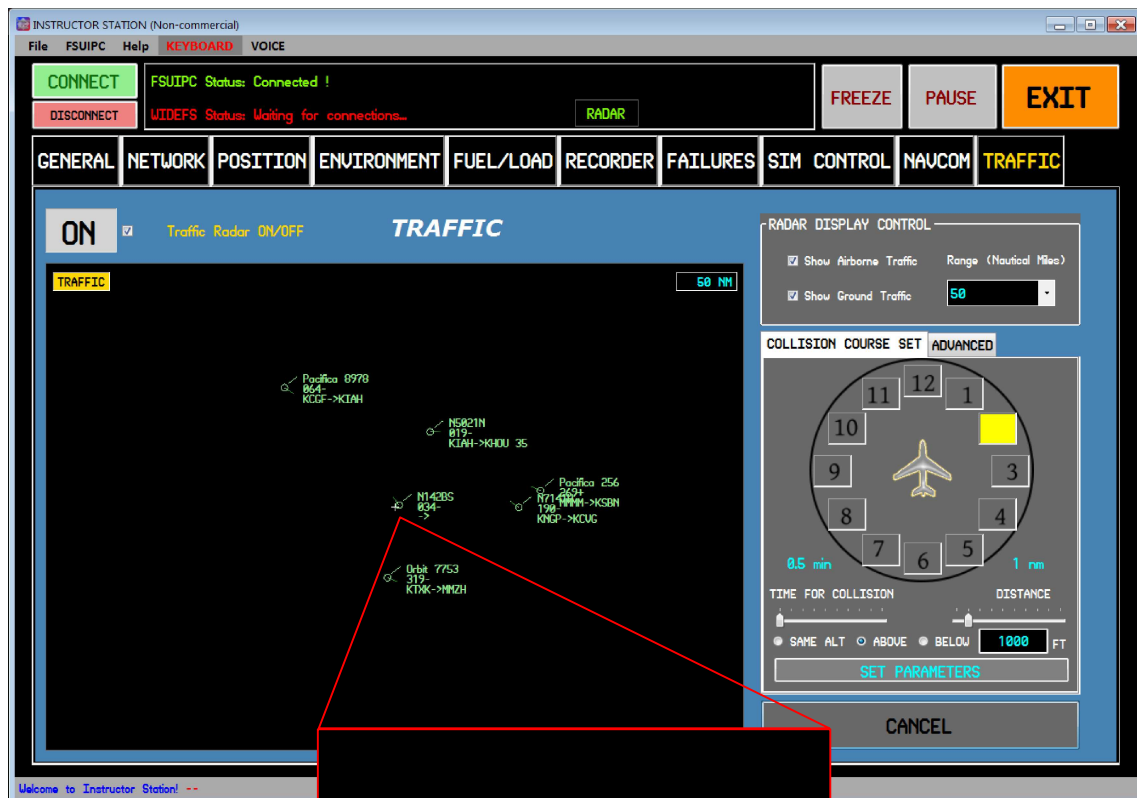 INSTRUCTOR STATION (Non-commercial)
File FSUIPC Help KEYBOARD VOICE
CONNECT
DISCONNECT
FSUIPC Status: Connected !
WIDEFS Status: Waiting for connections...
RADAR
FREEZE
PAUSE
EXIT
GENERAL NETWORK POSITION ENVIRONMENT FUEL/LOAD RECORDER FAILURES SIM CONTROL NAVCOM TRAFFIC
ON
Traffic Radar ON/OFF
TRAFFIC
TRAFFIC
50 NM
Pacifica 8978
064-
KCGF->KIAH
N5021N
019-
KIAH->KHOU 35
Pacifica 256
269+
MMMM->KSBN
190-
KNGP->KCVG
N142BS
034-
->
Orbit 7753
319-
KTXK->MMZH
RADAR DISPLAY CONTROL
Show Airborne Traffic
Range (Nautical Miles)
Show Ground Traffic
50
COLLISION COURSE SET
ADVANCED
12
11
1
10
9
3
8
4
7
6
5
0.5 min
1 nm
TIME FOR COLLISION
DISTANCE
SAME ALT
ABOVE
BELOW
1000 FT
SET PARAMETERS
CANCEL
Welcome to Instructor Station! --